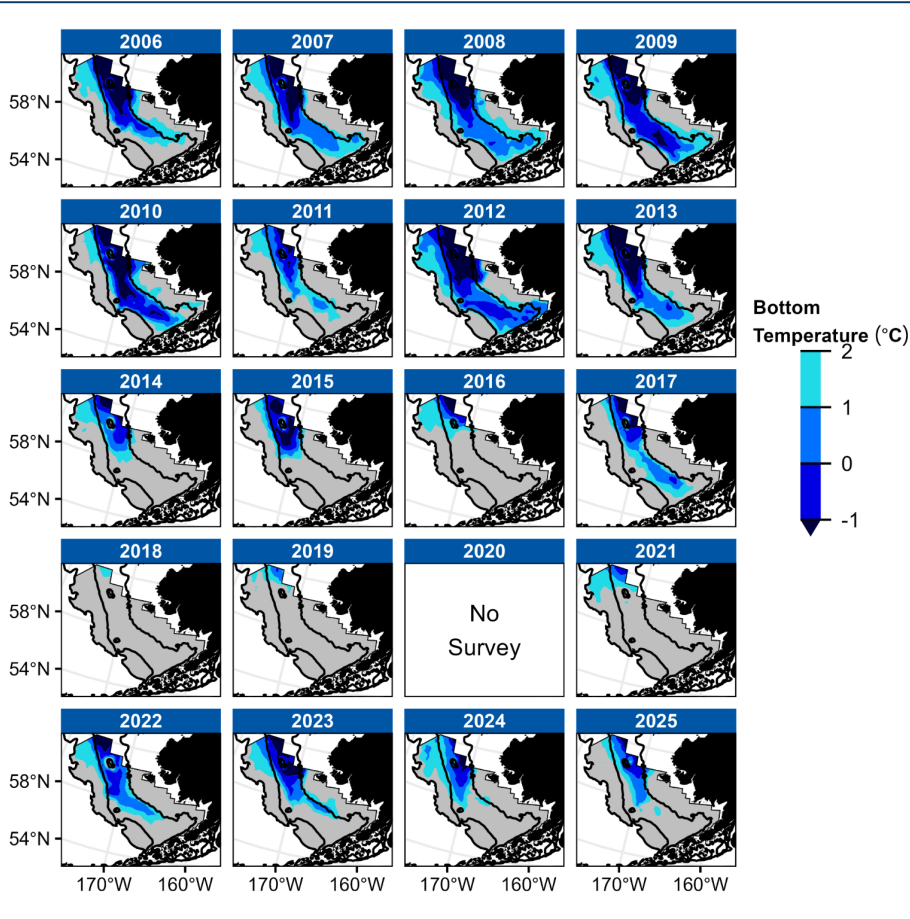 2006 2007 2008 2009
58°N
54°N
2010 2011 2012 2013
58°N
54°N
Bottom
Temperature (°C)
2
1
0
-1
2014 2015 2016 2017
58°N
54°N
2018 2019 2020 2021
58°N
54°N
No
Survey
2022 2023 2024 2025
58°N
54°N
170°W 160°W 170°W 160°W 170°W 160°W 170°W 160°W